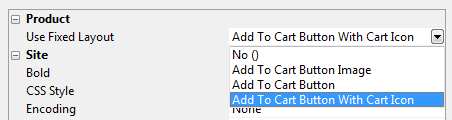 Product
Use Fixed Layout Add To Cart Button With Cart Icon
Site No ()
Bold Add To Cart Button Image
CSS Style Add To Cart Button
Add To Cart Button With Cart Icon
Encoding None